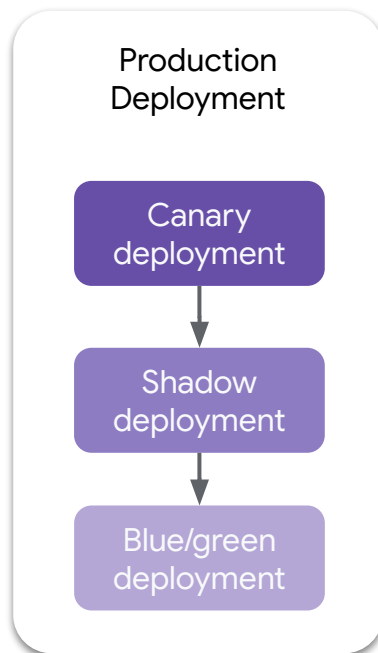 Production
Deployment
Canary
deployment
Shadow
deployment
Blue/green
deployment